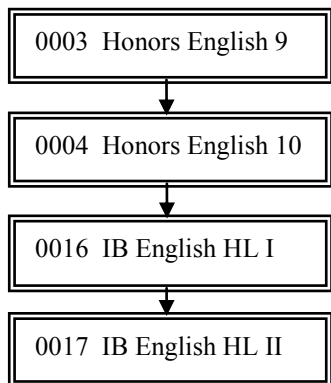 0003 Honors English 9
0004 Honors English 10
0016 IB English HL I
0017 IB English HL II